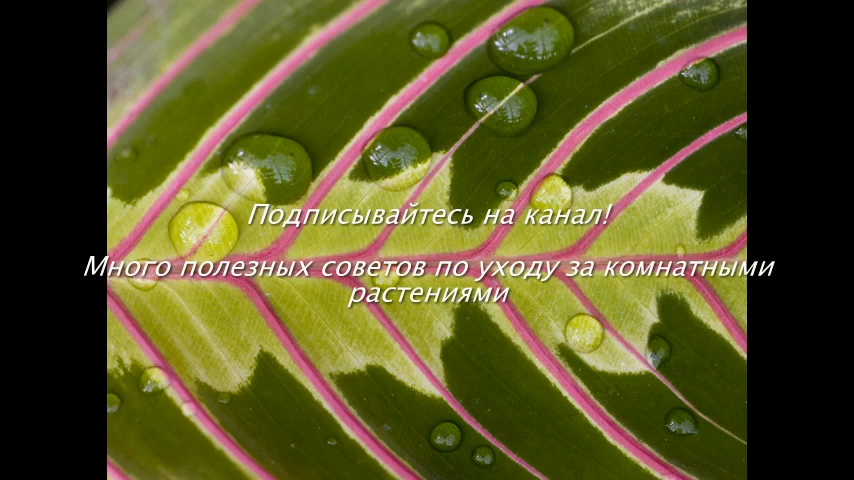 Подписывайтесь на канал!
Много полезных советов по уходу за комнатными
растениями